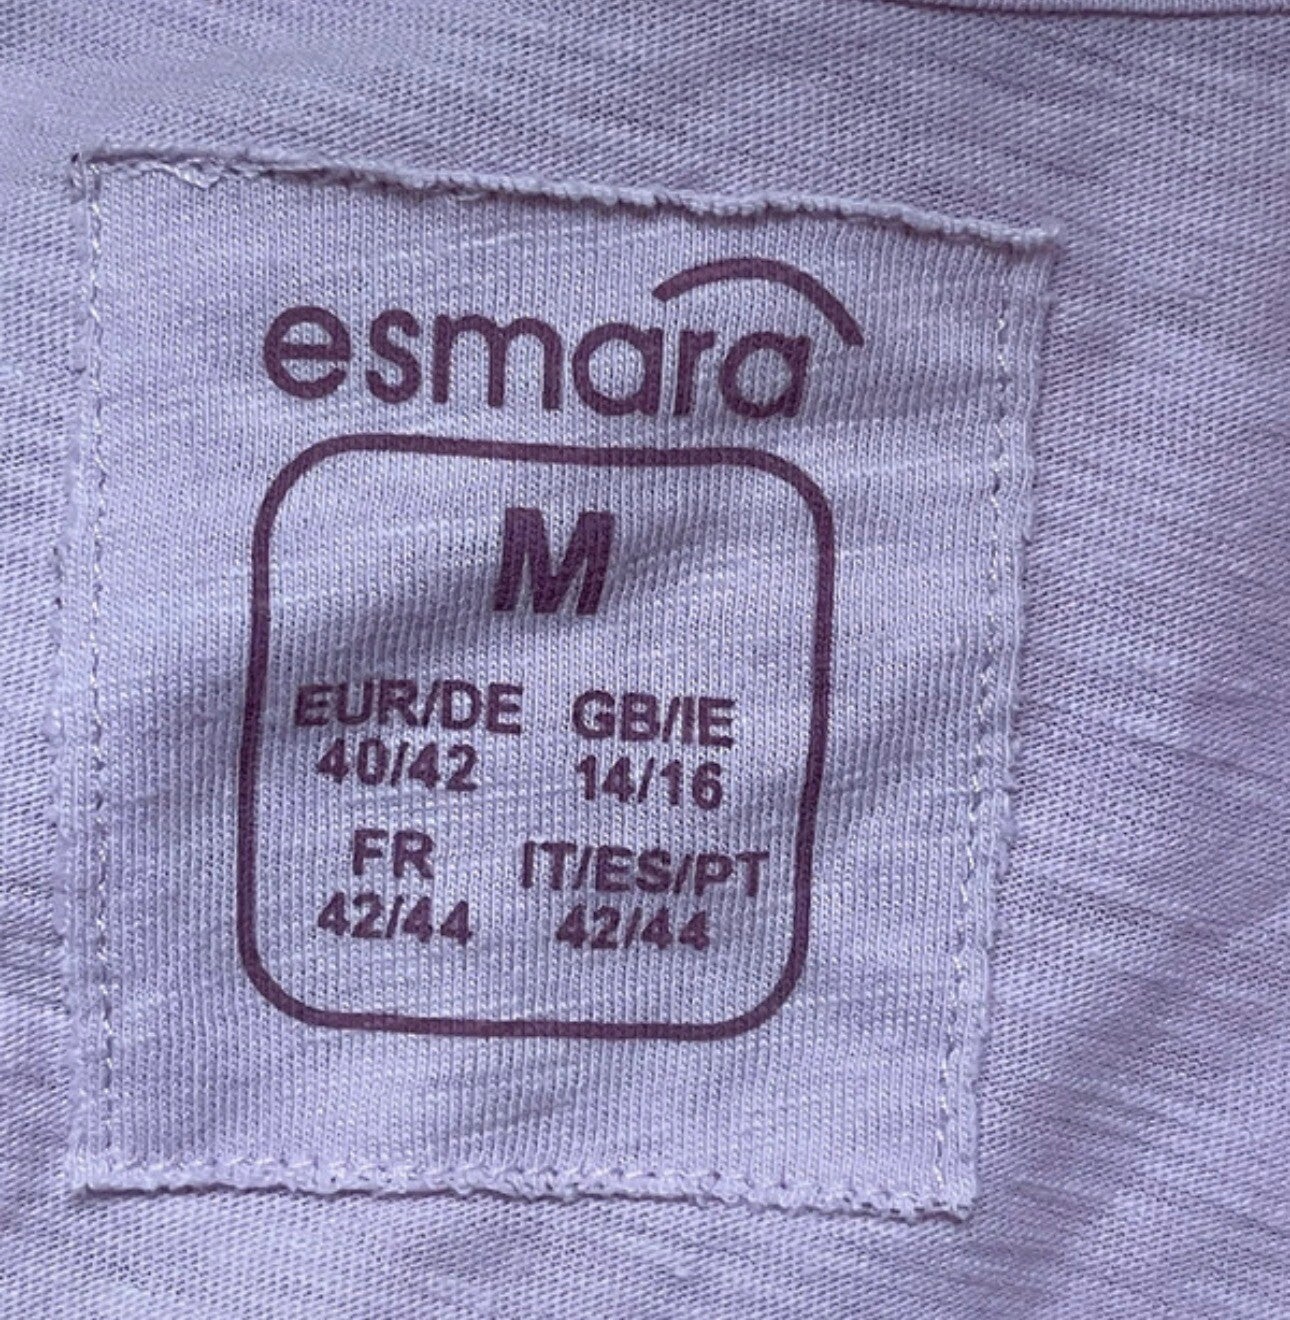 esmara
M
EUR/DE GB/IE
40/42 14/16
FR IT/ES/PT
42/44 42/44